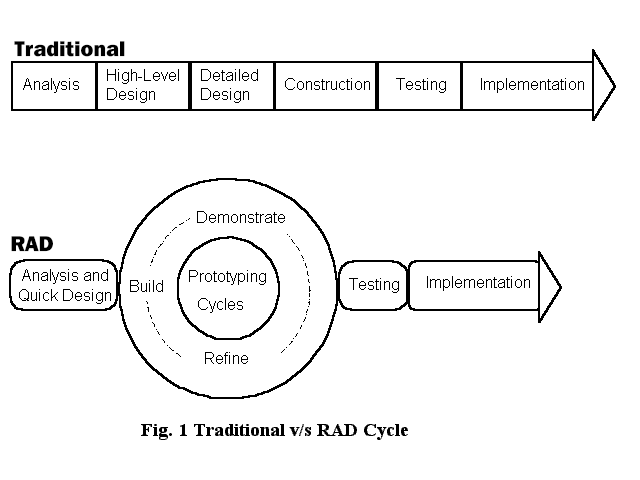 Traditional
Analysis
High-Level
Design
Detailed
Design
Construction
Testing
Implementation
RAD
Analysis and
Quick Design
Demonstrate
Build
Prototyping
Cycles
Refine
Testing
Implementation
Fig. 1 Traditional v/s RAD Cycle